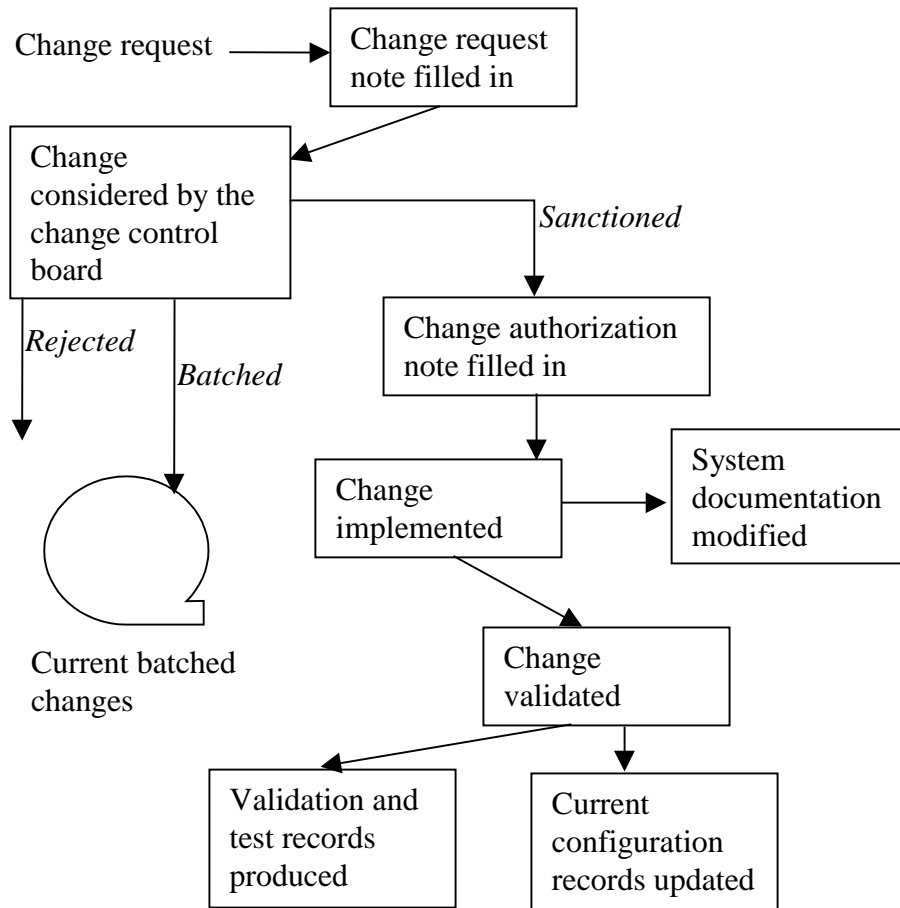 Change request
Change request
note filled in
Change
considered by the
change control
board
Sanctioned
Rejected
Batched
Change authorization
note filled in
Change
implemented
System
documentation
modified
Current batched
changes
Change
validated
Validation and
test records
produced
Current
configuration
records updated